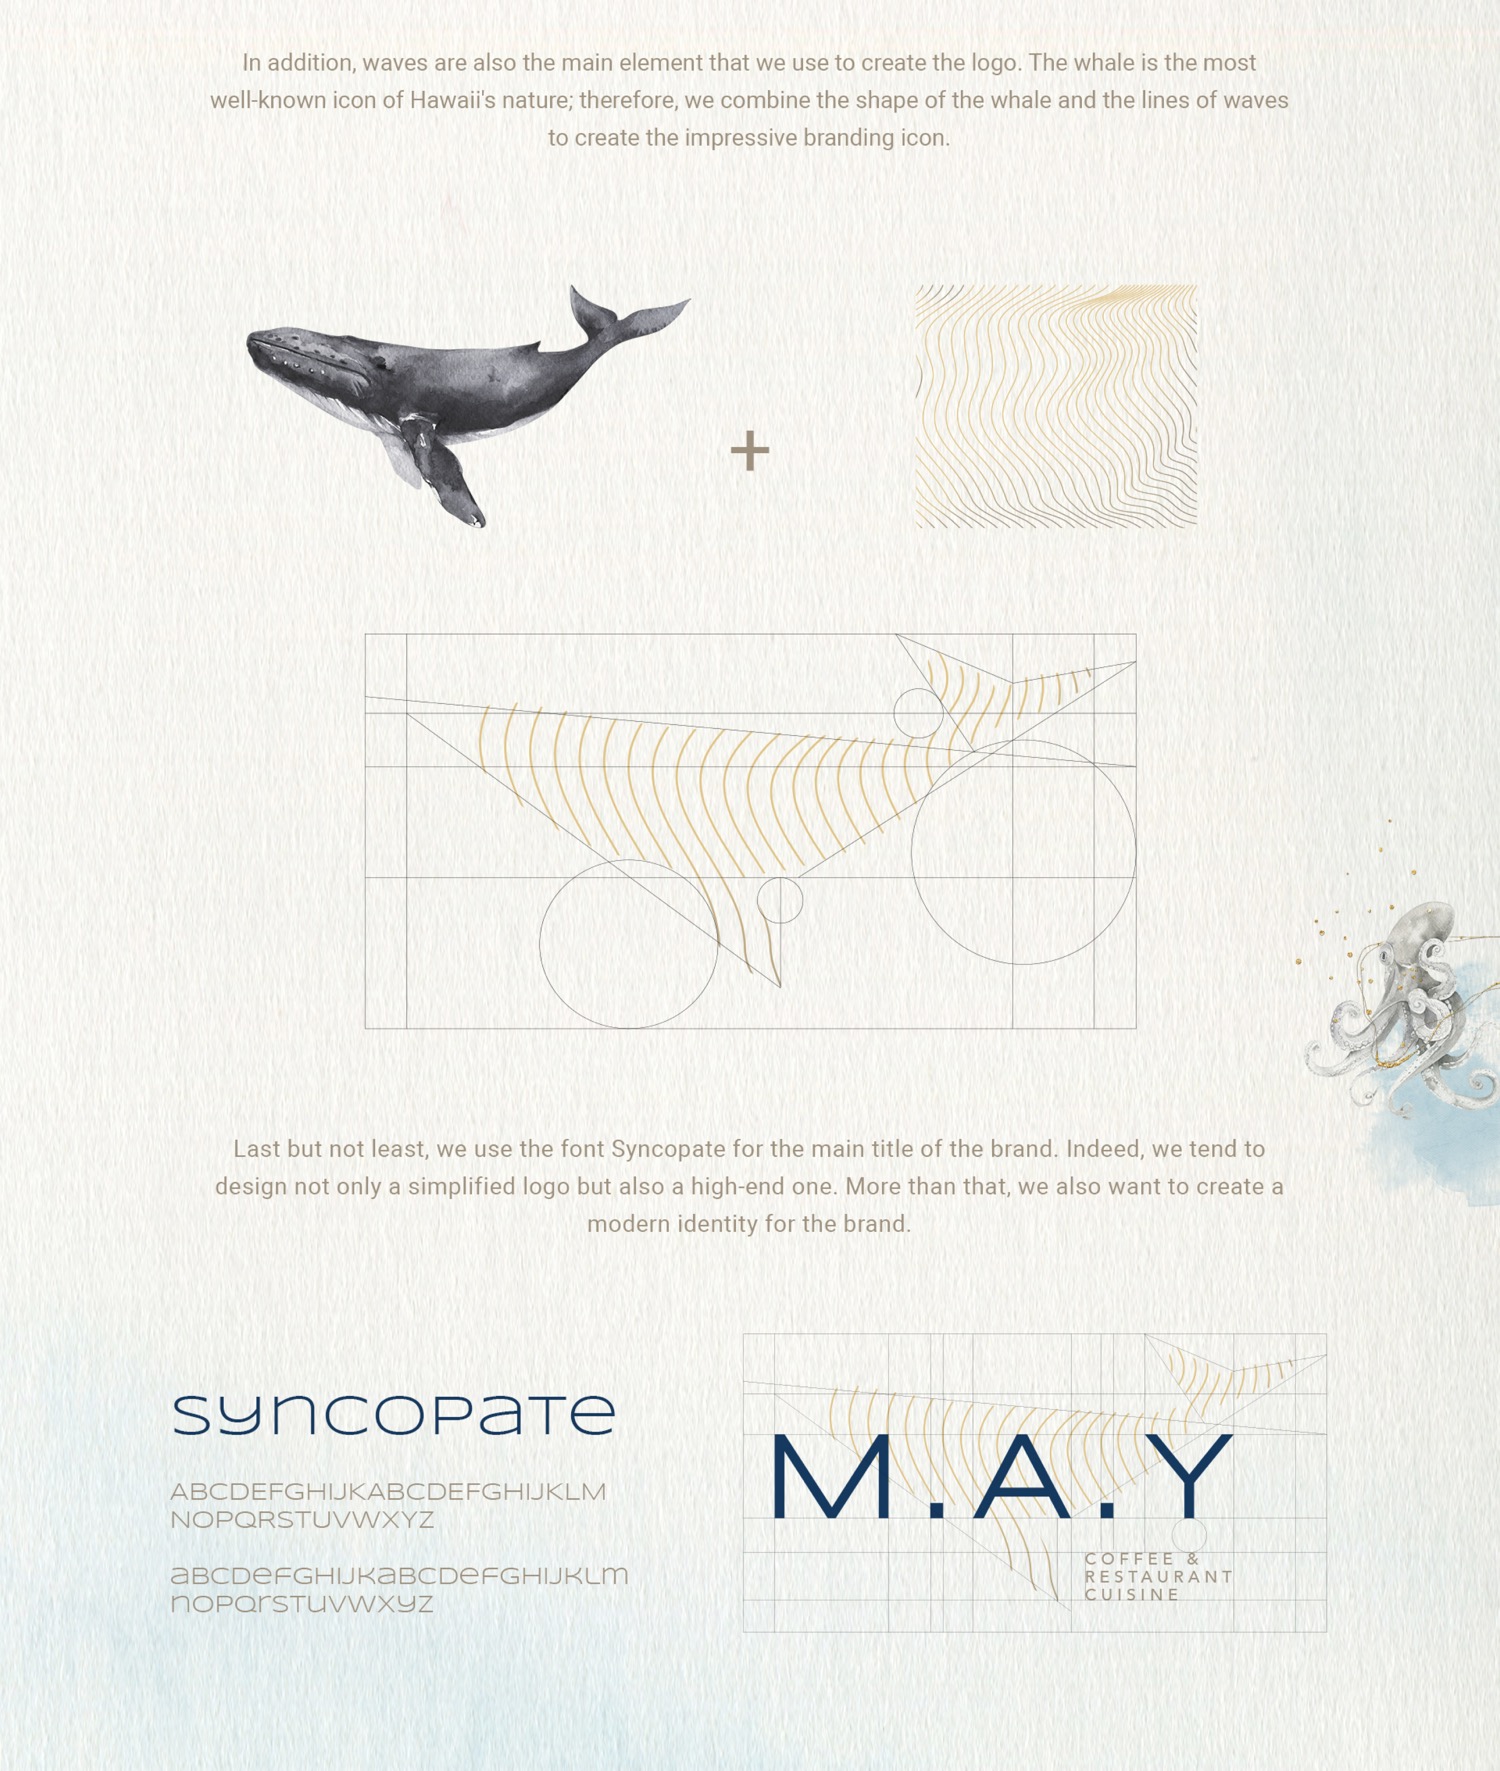 In addition, waves are also the main element that we use to create the logo. The whale is the most
well-known icon of Hawaii's nature; therefore, we combine the shape of the whale and the lines of waves
to create the impressive branding icon.
+
Last but not least, we use the font Syncopate for the main title of the brand. Indeed, we tend to
design not only a simplified logo but also a high-end one. More than that, we also want to create a
modern identity for the brand.
syncopate
ABCDEFGHIJKABCDEFGHIJKLM
NOPQRSTUVWXYZ
aBCDeFGHIJKaBCDeFGHIJKLm
nOPQrSTUVWXYZ
M.A.Y
COFFEE &
RESTAURANT
CUISINE